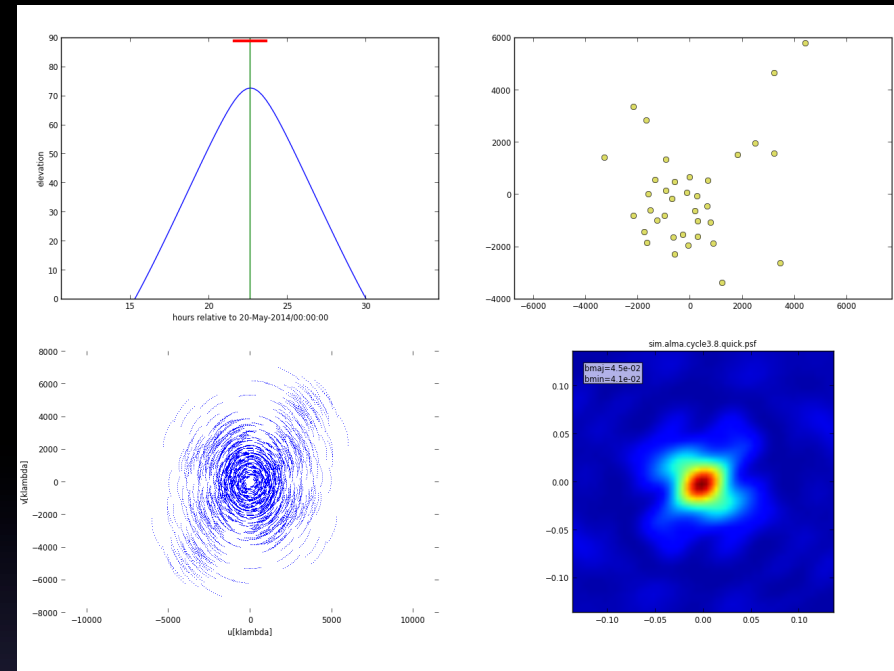 90
80
70
60
50
40
30
20
10
0
elevation
15 20 25 30
hours relative to 20-May-2014/00:00:00
6000
4000
2000
0
−2000
−4000
−6000 −4000 −2000 0 2000 4000 6000
8000
6000
4000
2000
0
−2000
−4000
−6000
−8000
v[klambda]
−10000 −5000 0 5000 10000
u[klambda]
sim.alma.cycle3.8.quick.psf
bmaj=4.5e-02
bmin=4.1e-02
0.10
0.05
0.00
−0.05
−0.10
−0.10 −0.05 0.00 0.05 0.10